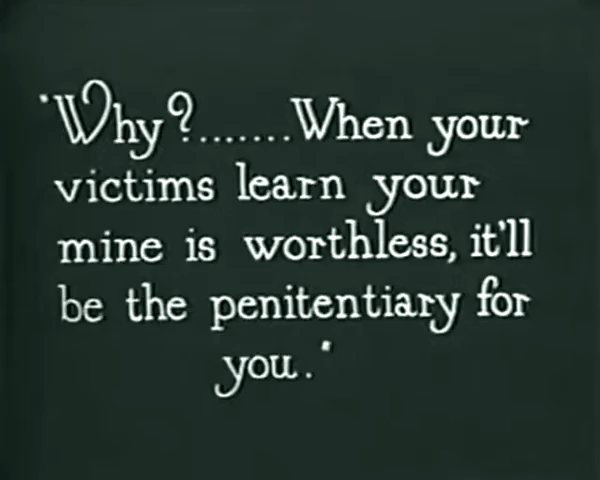 "Why?.......When your
victims learn your
mine is worthless, it'll
be the penitentiary for
you."